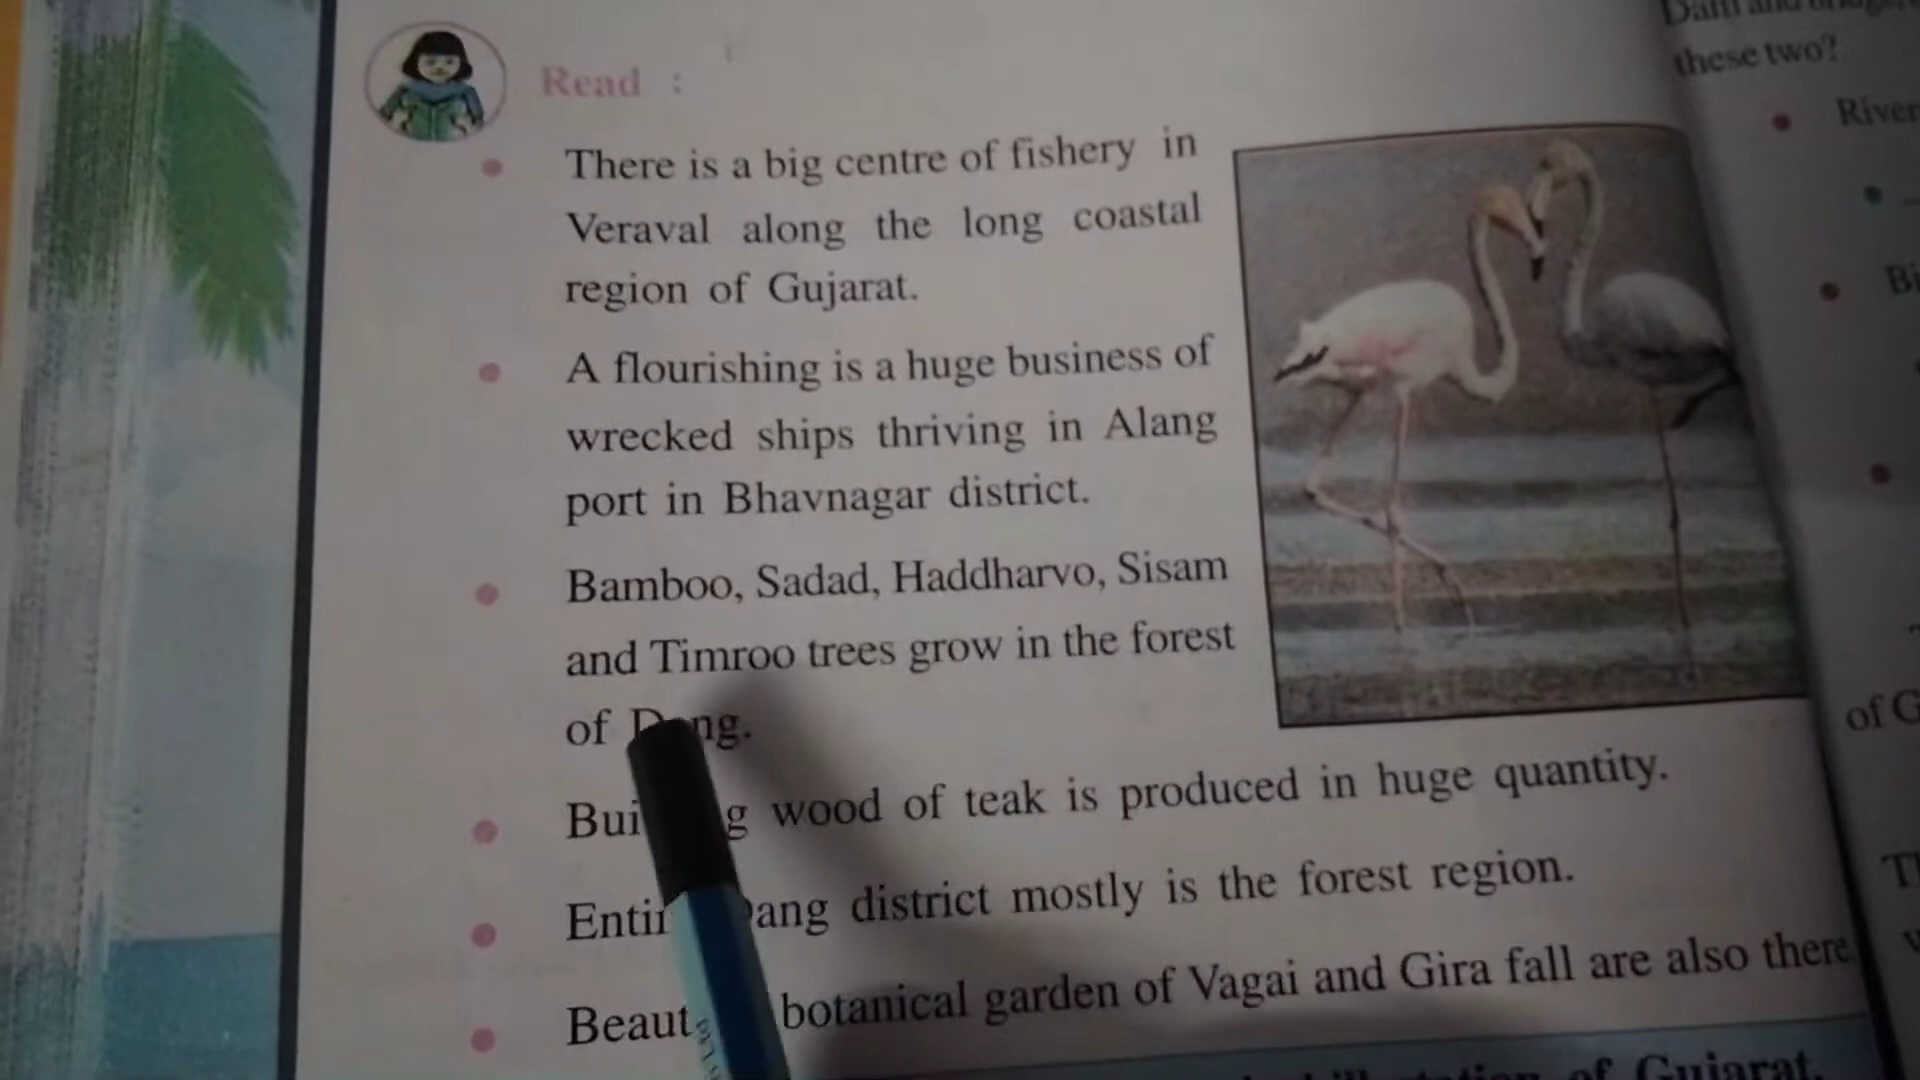 Read :
There is a big centre of fishery in
Veraval along the long coastal
region of Gujarat.
A flourishing is a huge business of
wrecked ships thriving in Alang
port in Bhavnagar district.
Bamboo, Sadad, Haddharvo, Sisam
and Timroo trees grow in the forest
of Dang.
wood of teak is produced in huge quantity.
Dang district mostly is the forest region.
botanical garden of Vagai and Gira fall are also there
of Gujarat.
these two?
River